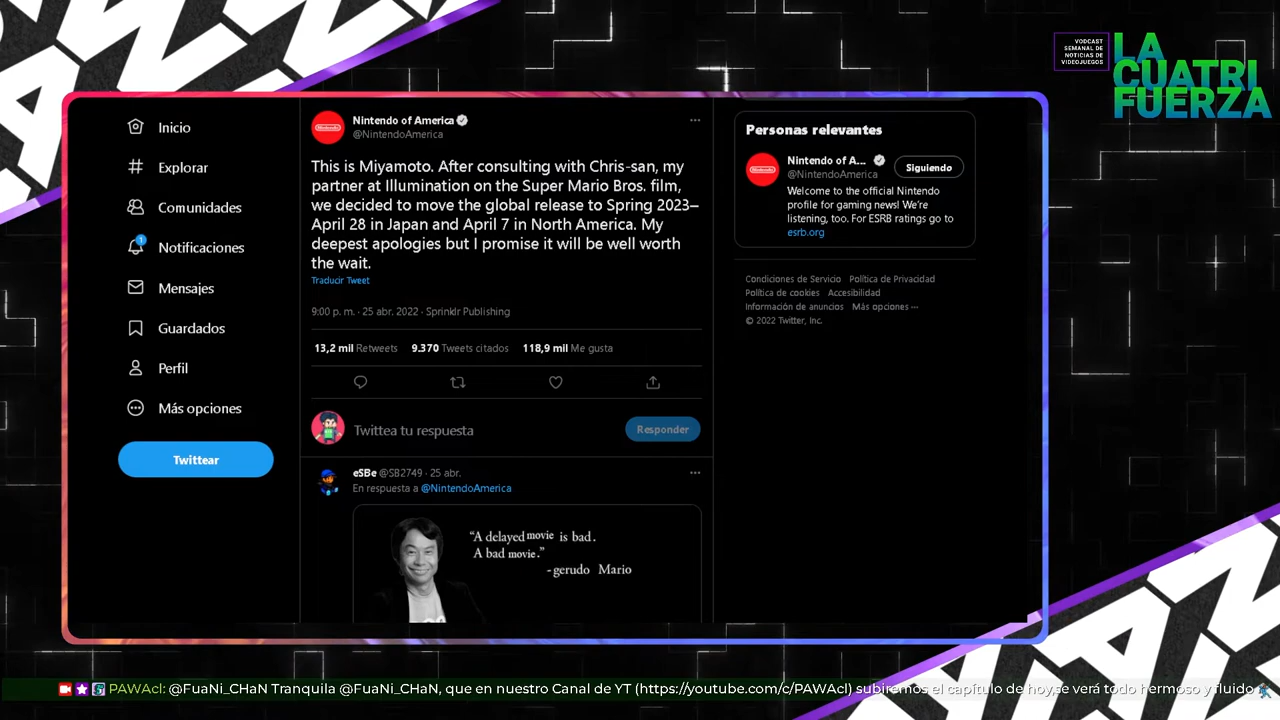 VODCAST
SEMANAL DE
NOTICIAS DE
VIDEOJUEGOS
LA
CUATRI
FUERZA
Inicio
Explorar
Comunidades
1
Notificaciones
Mensajes
Guardados
Perfil
Más opciones
Twittear
Nintendo of America
@NintendoAmerica
This is Miyamoto. After consulting with Chris-san, my
partner at Illumination on the Super Mario Bros. film,
we decided to move the global release to Spring 2023–
April 28 in Japan and April 7 in North America. My
deepest apologies but I promise it will be well worth
the wait.
Traducir Tweet
9:00 p. m. · 25 abr. 2022 · Sprinklr Publishing
13,2 mil Retweets 9.370 Tweets citados 118,9 mil Me gusta
Twittea tu respuesta
Responder
eSBe @SB2749 · 25 abr.
En respuesta a @NintendoAmerica
“A delayed movie is bad.
A bad movie.”
-gerudo Mario
Personas relevantes
Nintendo of A...
@NintendoAmerica
Siguiendo
Welcome to the official Nintendo
profile for gaming news! We're
listening, too. For ESRB ratings go to
esrb.org
Condiciones de Servicio Política de Privacidad
Política de cookies Accesibilidad
Información de anuncios Más opciones ···
© 2022 Twitter, Inc.
PAWAcl: @FuaNi_CHaN Tranquila @FuaNi_CHaN, que en nuestro Canal de YT (https://youtube.com/c/PAWAcl) subiremos el capítulo de hoy,se verá todo hermoso y fluido